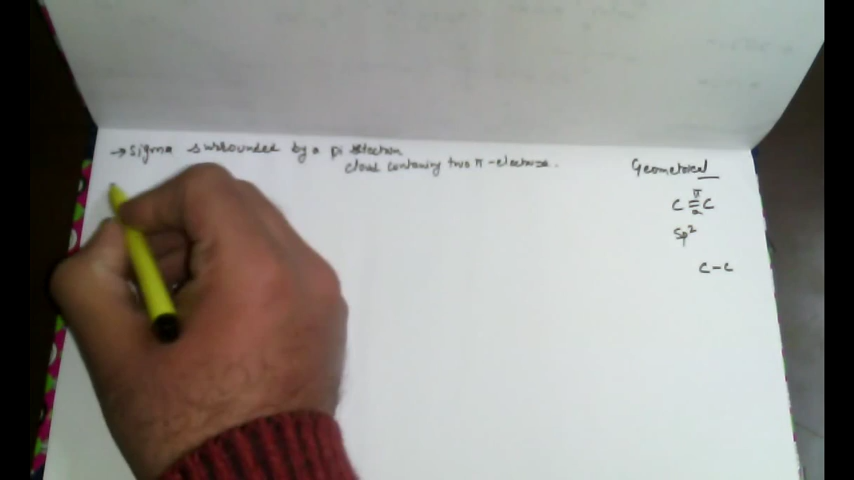 → Sigma surrounded by a pi electron
cloud containing two π-electrons.
Geometrical
π
C=C
Sp²
C-C